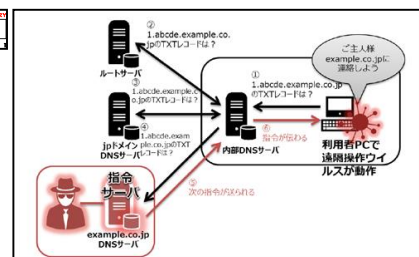 ②
1.abcde.example.co.
jpのTXTレコードは？
ルートサーバ
③
1.abcde.example.c
o.jpのTXTレコードは？
④
1.abcde.exam
ple.co.jpのTXT
レコードは？
jpドメイン
DNSサーバ
①
1.abcde.example.co.jp
のTXTレコードは？
ご主人様
example.co.jpに
連絡しよう
⑥
指令が伝わる
内部DNSサーバ
利用者PCで
遠隔操作ウイ
ルスが動作
指令
サーバ
⑤
次の指令が送られる
example.co.jp
DNSサーバ